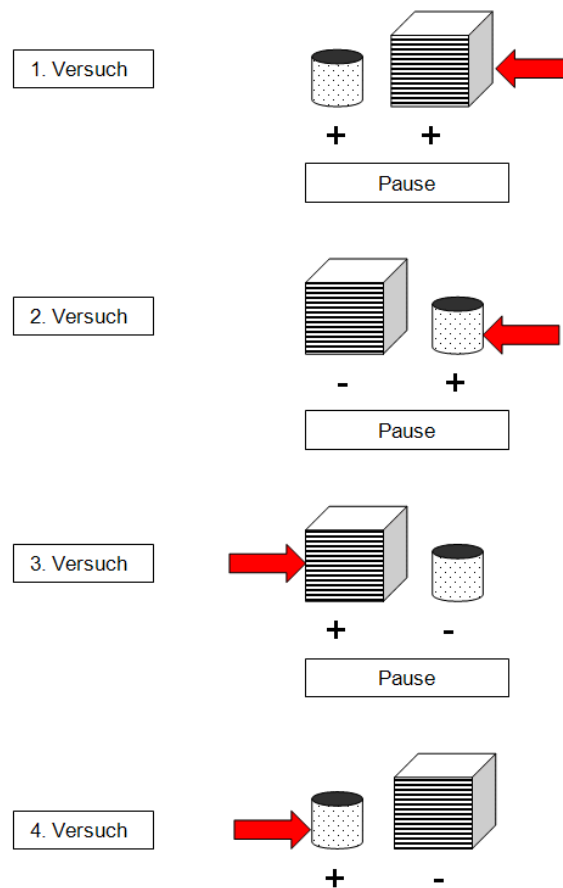 1. Versuch
+ +
Pause
2. Versuch
- +
Pause
3. Versuch
+ -
Pause
4. Versuch
+ -